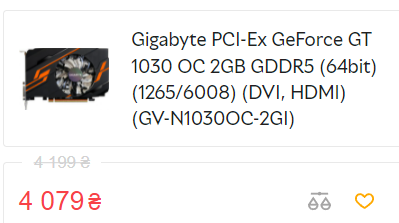 Gigabyte PCI-Ex GeForce GT
1030 OC 2GB GDDR5 (64bit)
(1265/6008) (DVI, HDMI)
(GV-N1030OC-2GI)
4 199 ₴
4 079 ₴